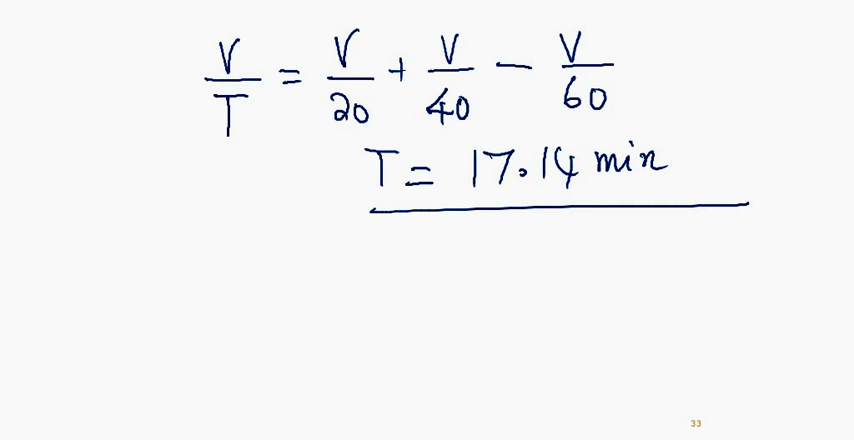 V/T = V/20 + V/40 − V/60
T = 17.14 min
33